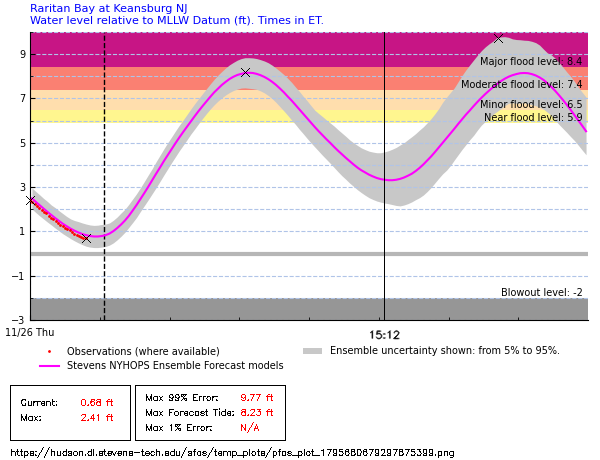 Raritan Bay at Keansburg NJ
Water level relative to MLLW Datum (ft). Times in ET.
9
Major flood level: 8.4
Moderate flood level: 7.4
7
Minor flood level: 6.5
Near flood level: 5.9
5
3
1
−1
Blowout level: -2
−3
11/26 Thu
15:12
Observations (where available)
Ensemble uncertainty shown: from 5% to 95%.
Stevens NYHOPS Ensemble Forecast models
Current: 0.68 ft
Max: 2.41 ft
Max 99% Error: 9.77 ft
Max Forecast Tide: 8.23 ft
Max 1% Error: N/A
https://hudson.dl.stevens-tech.edu/sfas/temp_plots/pfas_plot_1795680679297875399.png